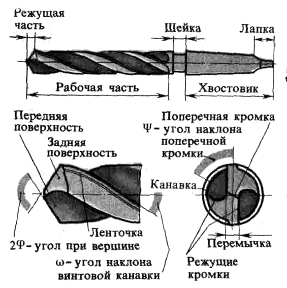 Режущая
часть
Шейка
Лапка
Рабочая часть
Хвостовик
Передняя
поверхность
Задняя
поверхность
Поперечная кромка
Ψ-угол наклона
поперечной
кромки
Канавка
Ленточка
2Φ-угол при вершине
ω-угол наклона
винтовой канавки
Перемычка
Режущие
кромки